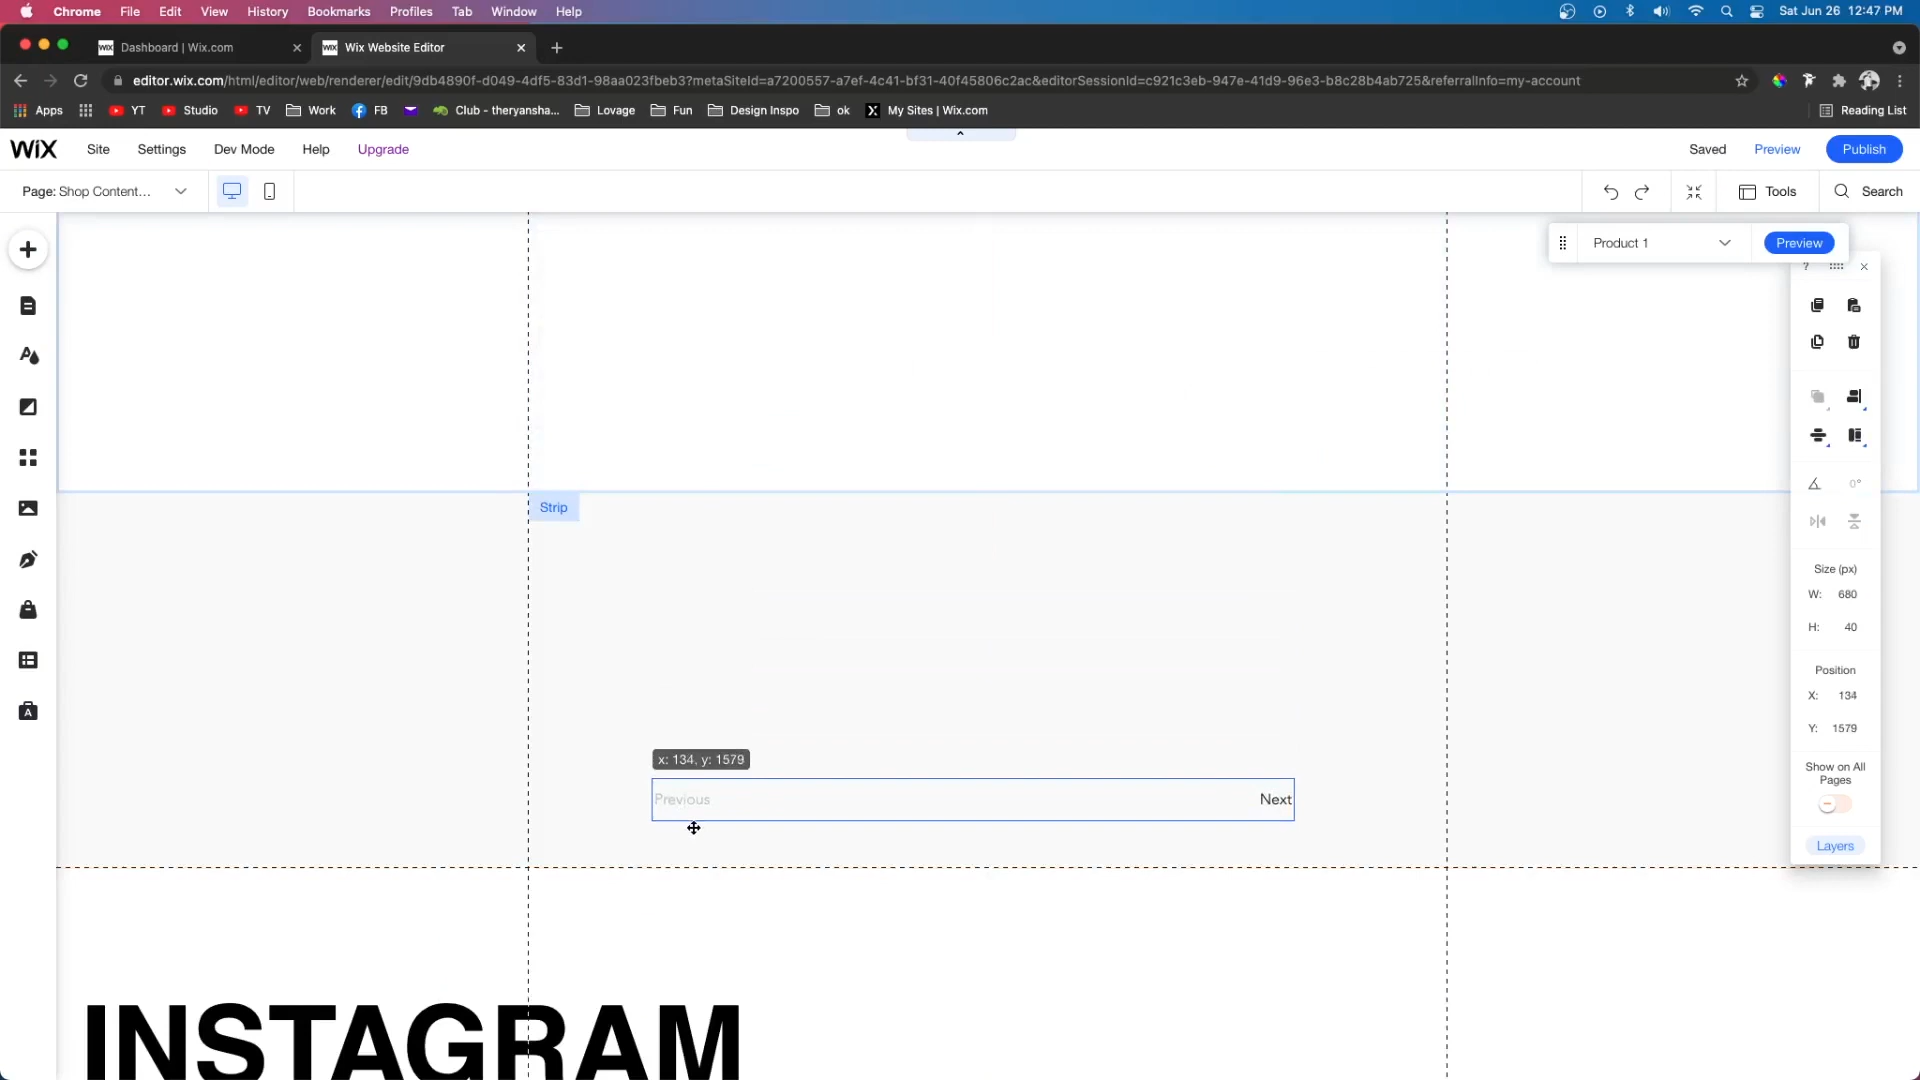 Chrome File Edit View History Bookmarks Profiles Tab Window Help Sat Jun 26 12:47 PM
WIX Dashboard | Wix.com WIX Wix Website Editor
editor.wix.com/html/editor/web/renderer/edit/9db4890f-d049-4df5-83d1-98aa023fbeb3?metaSiteId=a7200557-a7ef-4c41-bf31-40f45806c2ac&editorSessionId=c921c3eb-947e-41d9-96e3-b8c28b4ab725&referralInfo=my-account
Apps YT Studio TV Work FB Club - theryansha... Lovage Fun Design Inspo ok My Sites | Wix.com Reading List
WIX Site Settings Dev Mode Help Upgrade Saved Preview Publish
Page: Shop Content... Tools Search
Product 1 Preview
?
0°
Strip
Size (px)
W: 680
H: 40
Position
X: 134
Y: 1579
x: 134, y: 1579
Show on All
Pages
Previous Next
Layers
INSTAGRAM